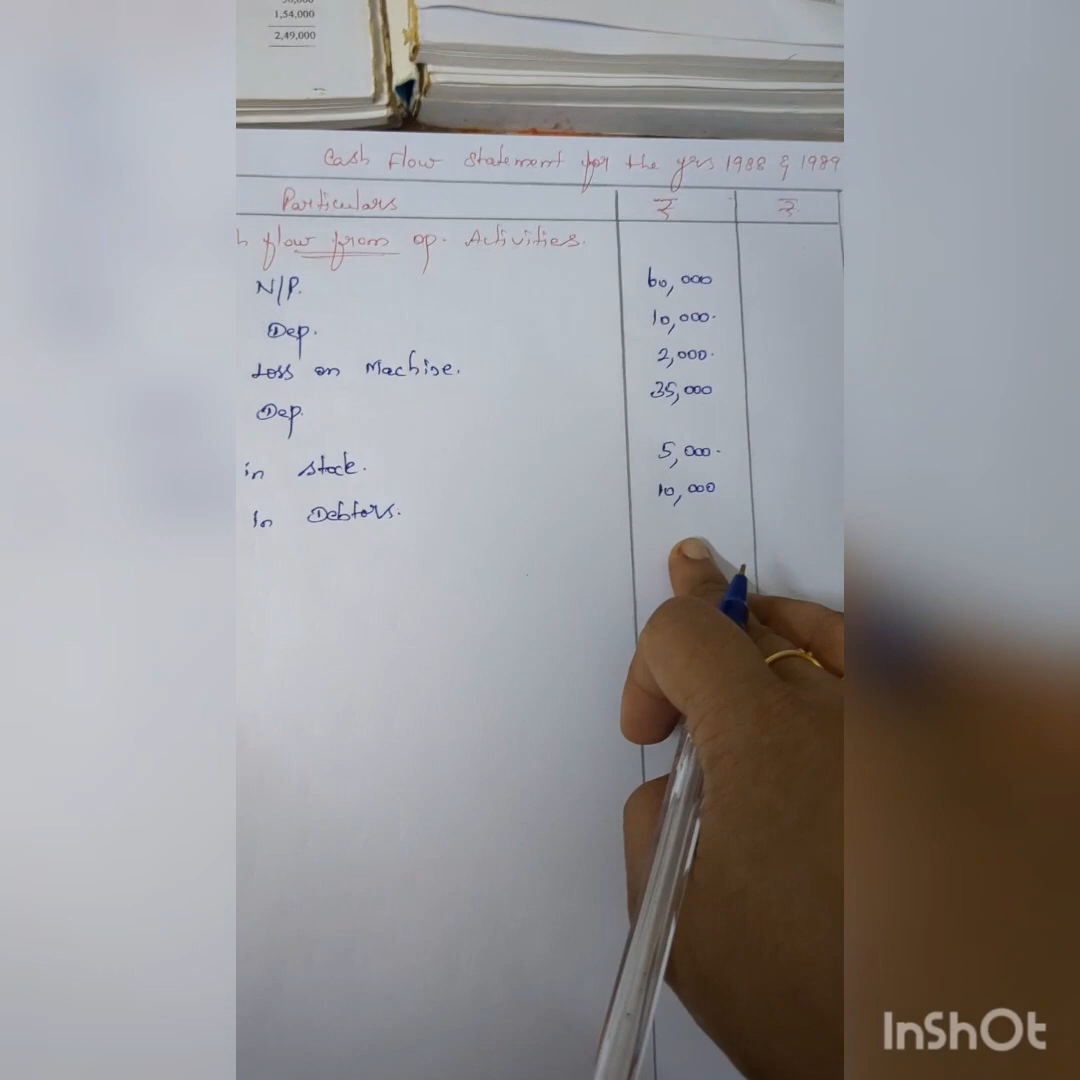 1,54,000
2,49,000
Cash Flow Statement for the yrs 1988 & 1989
Particulars ₹ ₹
h flow from op. Activities.
N/P. 60,000
Dep. 10,000.
Loss on Machine. 2,000.
Dep. 35,000
in stock. 5,000.
In Debtors. 10,000
InShOt